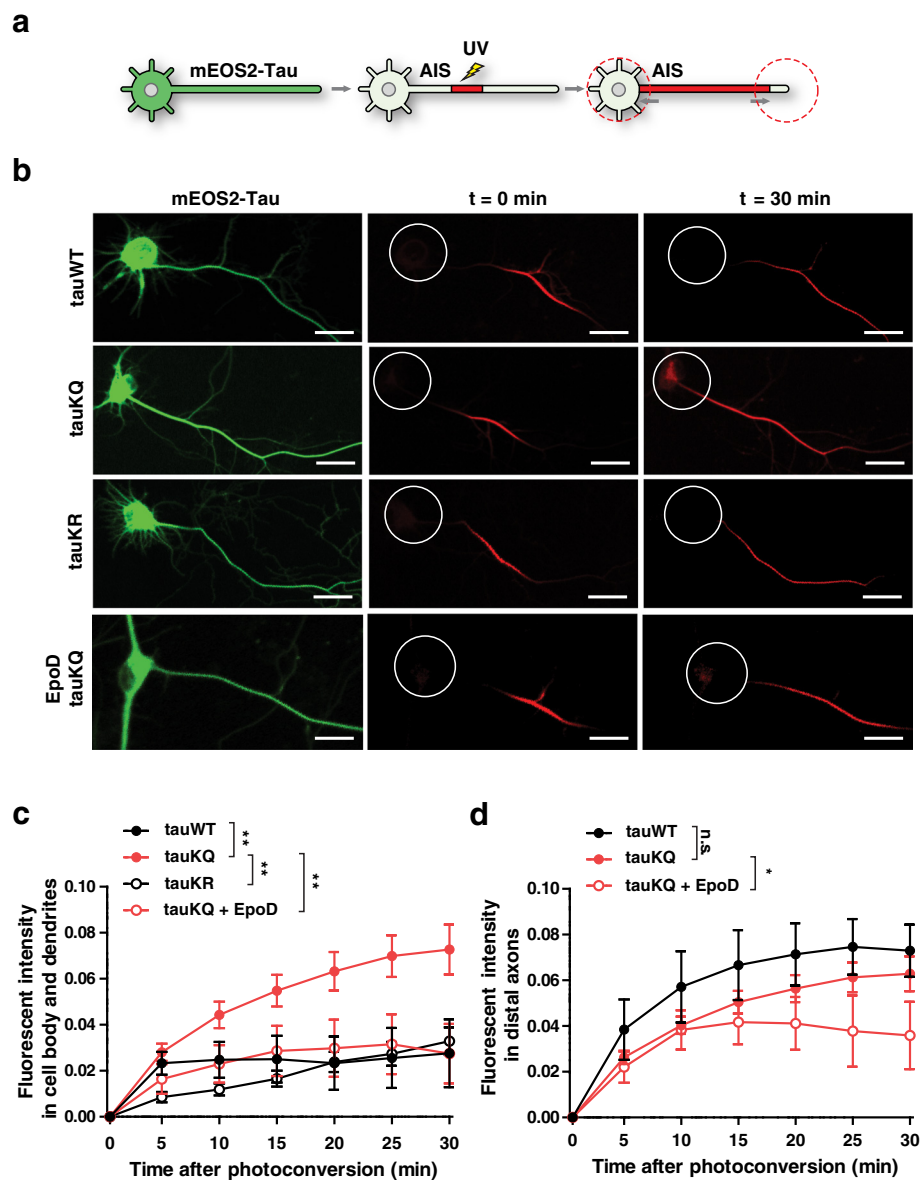 a
mEOS2-Tau
AIS
UV
AIS
b
mEOS2-Tau
t = 0 min
t = 30 min
tauWT
tauKQ
tauKR
EpoD
tauKQ
c
tauWT
tauKQ
tauKR
tauKQ + EpoD
**
**
**
0.10
0.08
0.06
0.04
0.02
0.00
Fluorescent intensity
in cell body and dendrites
0 5 10 15 20 25 30
Time after photoconversion (min)
d
tauWT
tauKQ
tauKQ + EpoD
n.s.
*
0.10
0.08
0.06
0.04
0.02
0.00
Fluorescent intensity
in distal axons
0 5 10 15 20 25 30
Time after photoconversion (min)